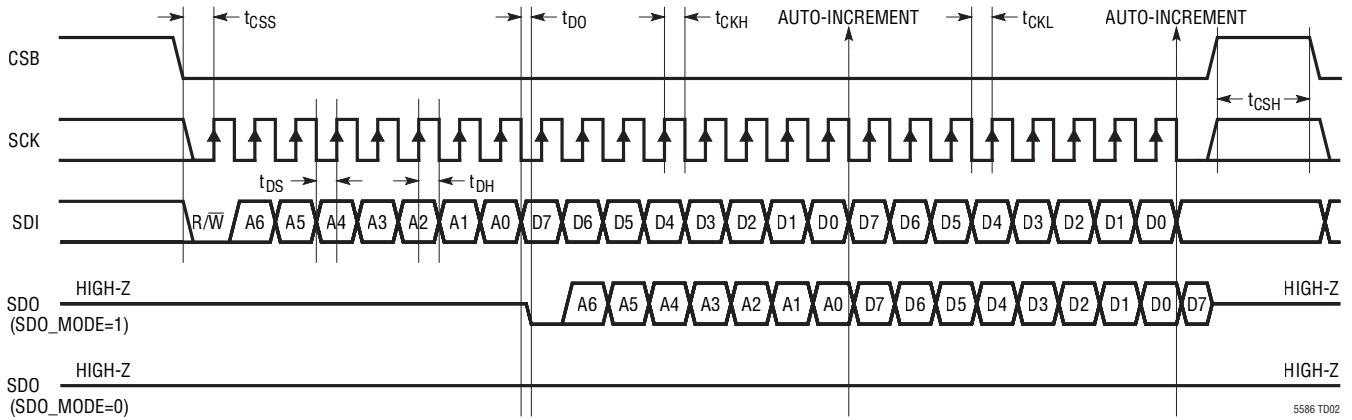 tCSS tDO tCKH AUTO-INCREMENT tCKL AUTO-INCREMENT
CSB
tCSH
SCK
tDS tDH
SDI R/W̅ A6 A5 A4 A3 A2 A1 A0 D7 D6 D5 D4 D3 D2 D1 D0 D7 D6 D5 D4 D3 D2 D1 D0
HIGH-Z HIGH-Z
SDO A6 A5 A4 A3 A2 A1 A0 D7 D6 D5 D4 D3 D2 D1 D0 D7
(SDO_MODE=1)
HIGH-Z HIGH-Z
SDO
(SDO_MODE=0)
5586 TD02